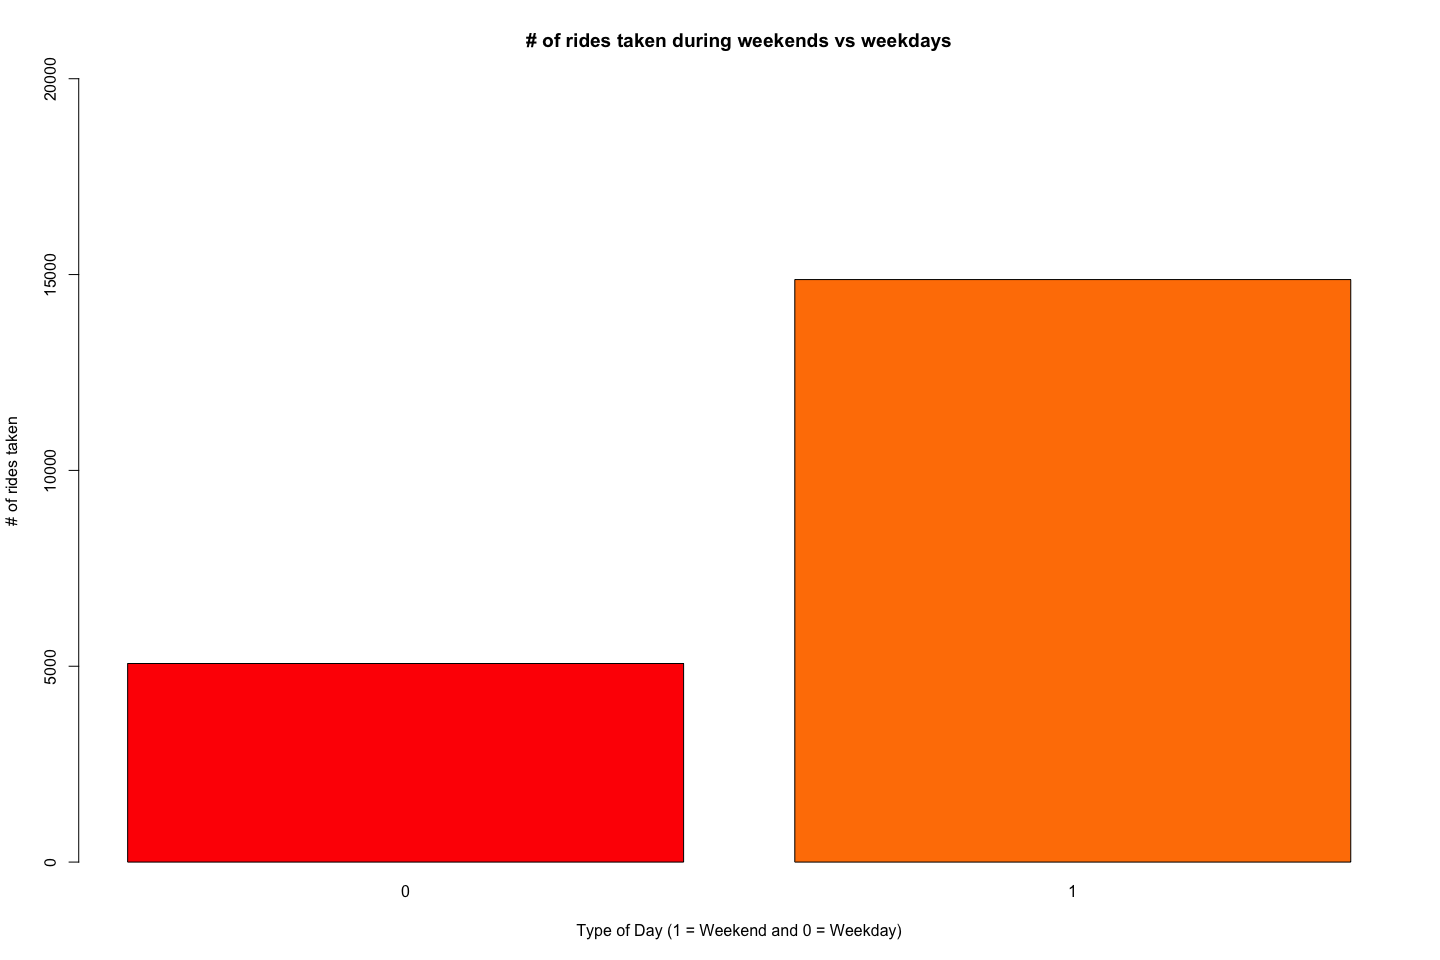 # of rides taken during weekends vs weekdays
# of rides taken
20000
15000
10000
5000
0
0
1
Type of Day (1 = Weekend and 0 = Weekday)